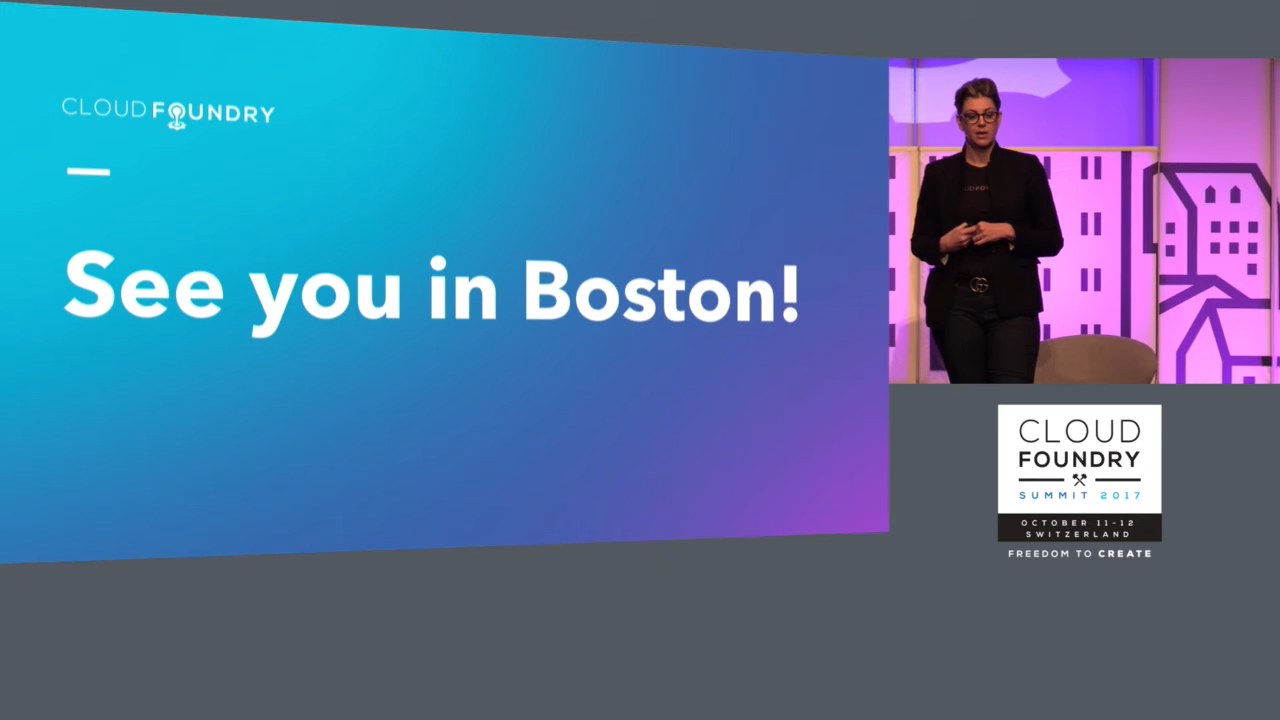 CLOUD FOUNDRY
See you in Boston!
CLOUD
FOUNDRY
SUMMIT 2017
OCTOBER 11-12
SWITZERLAND
FREEDOM TO CREATE